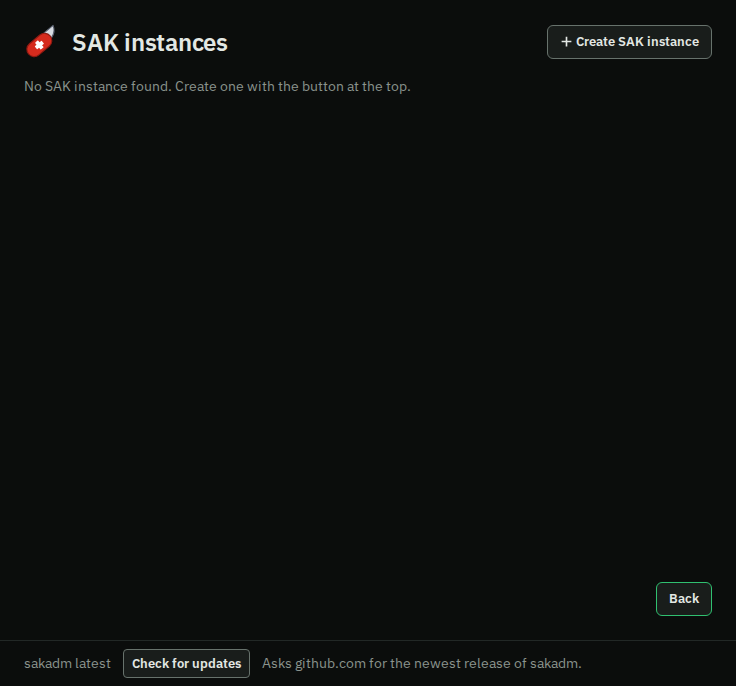 SAK instances
+ Create SAK instance
No SAK instance found. Create one with the button at the top.
Back
sakadm latest
Check for updates
Asks github.com for the newest release of sakadm.